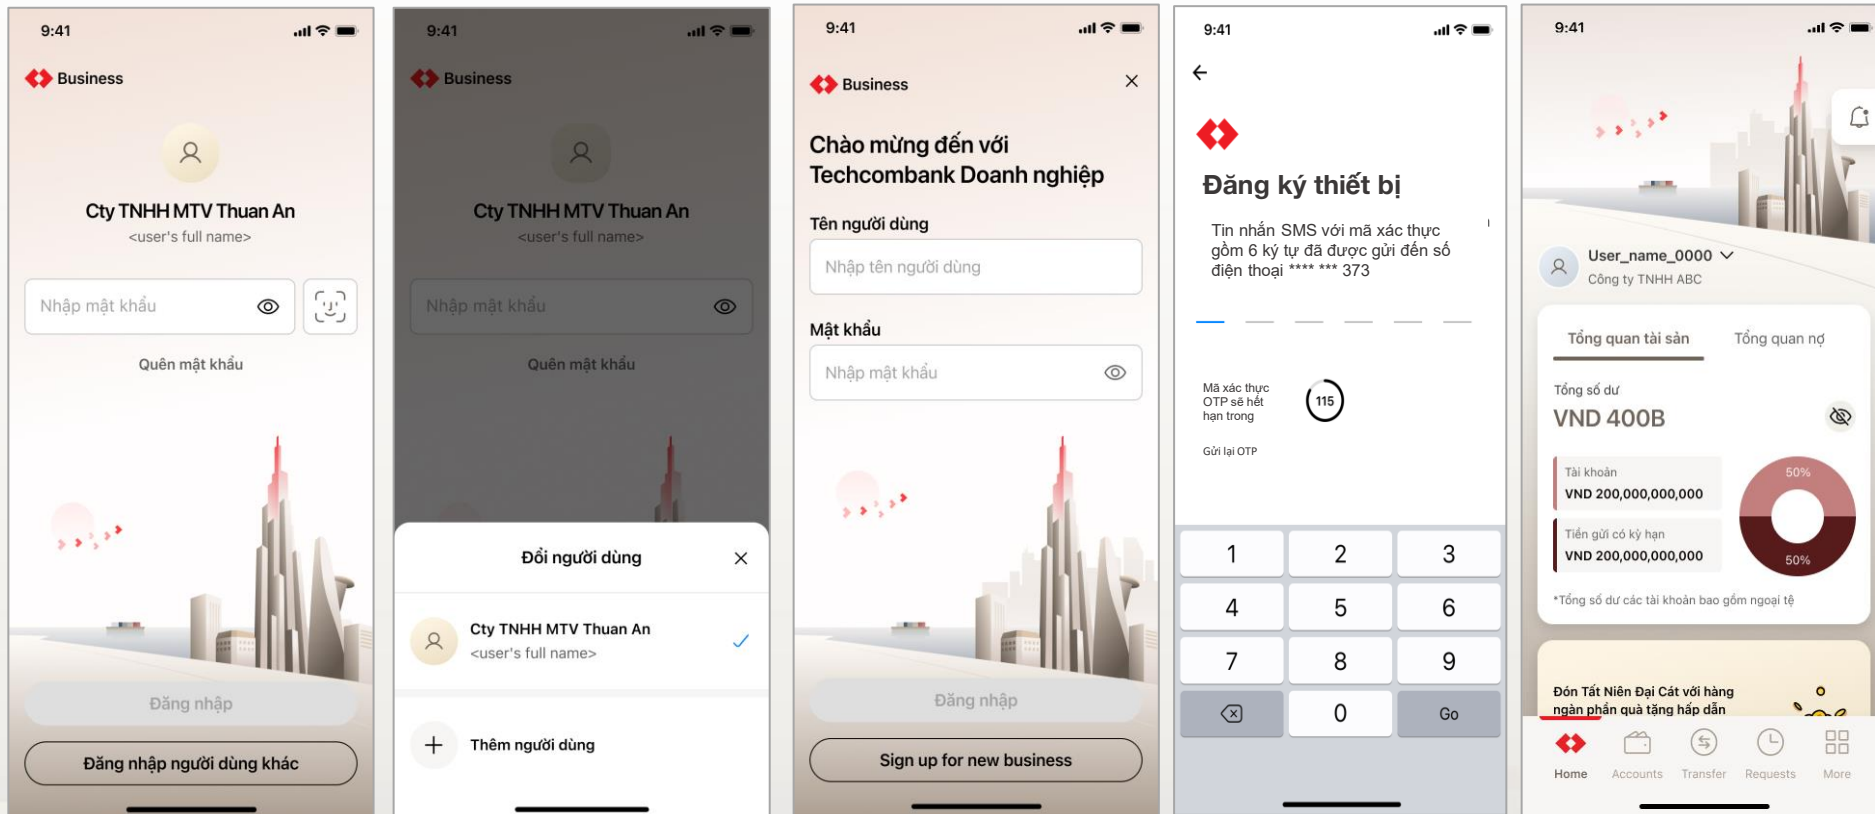 9:41
Business
Cty TNHH MTV Thuan An
<user's full name>
Nhập mật khẩu
Quên mật khẩu
Đăng nhập
Đăng nhập người dùng khác
9:41
Business
Cty TNHH MTV Thuan An
<user's full name>
Nhập mật khẩu
Quên mật khẩu
Đổi người dùng
Cty TNHH MTV Thuan An
<user's full name>
Thêm người dùng
9:41
Business
Chào mừng đến với
Techcombank Doanh nghiệp
Tên người dùng
Nhập tên người dùng
Mật khẩu
Nhập mật khẩu
Đăng nhập
Sign up for new business
9:41
Đăng ký thiết bị
Tin nhắn SMS với mã xác thực
gồm 6 ký tự đã được gửi đến số
điện thoại **** *** 373
Mã xác thực
OTP sẽ hết
hạn trong
115
Gửi lại OTP
1 2 3
4 5 6
7 8 9
0 Go
9:41
User_name_0000
Công ty TNHH ABC
Tổng quan tài sản Tổng quan nợ
Tổng số dư
VND 400B
Tài khoản
VND 200,000,000,000
50%
Tiền gửi có kỳ hạn
VND 200,000,000,000
50%
*Tổng số dư các tài khoản bao gồm ngoại tệ
Đón Tất Niên Đại Cát với hàng
ngàn phần quà tặng hấp dẫn
Home Accounts Transfer Requests More